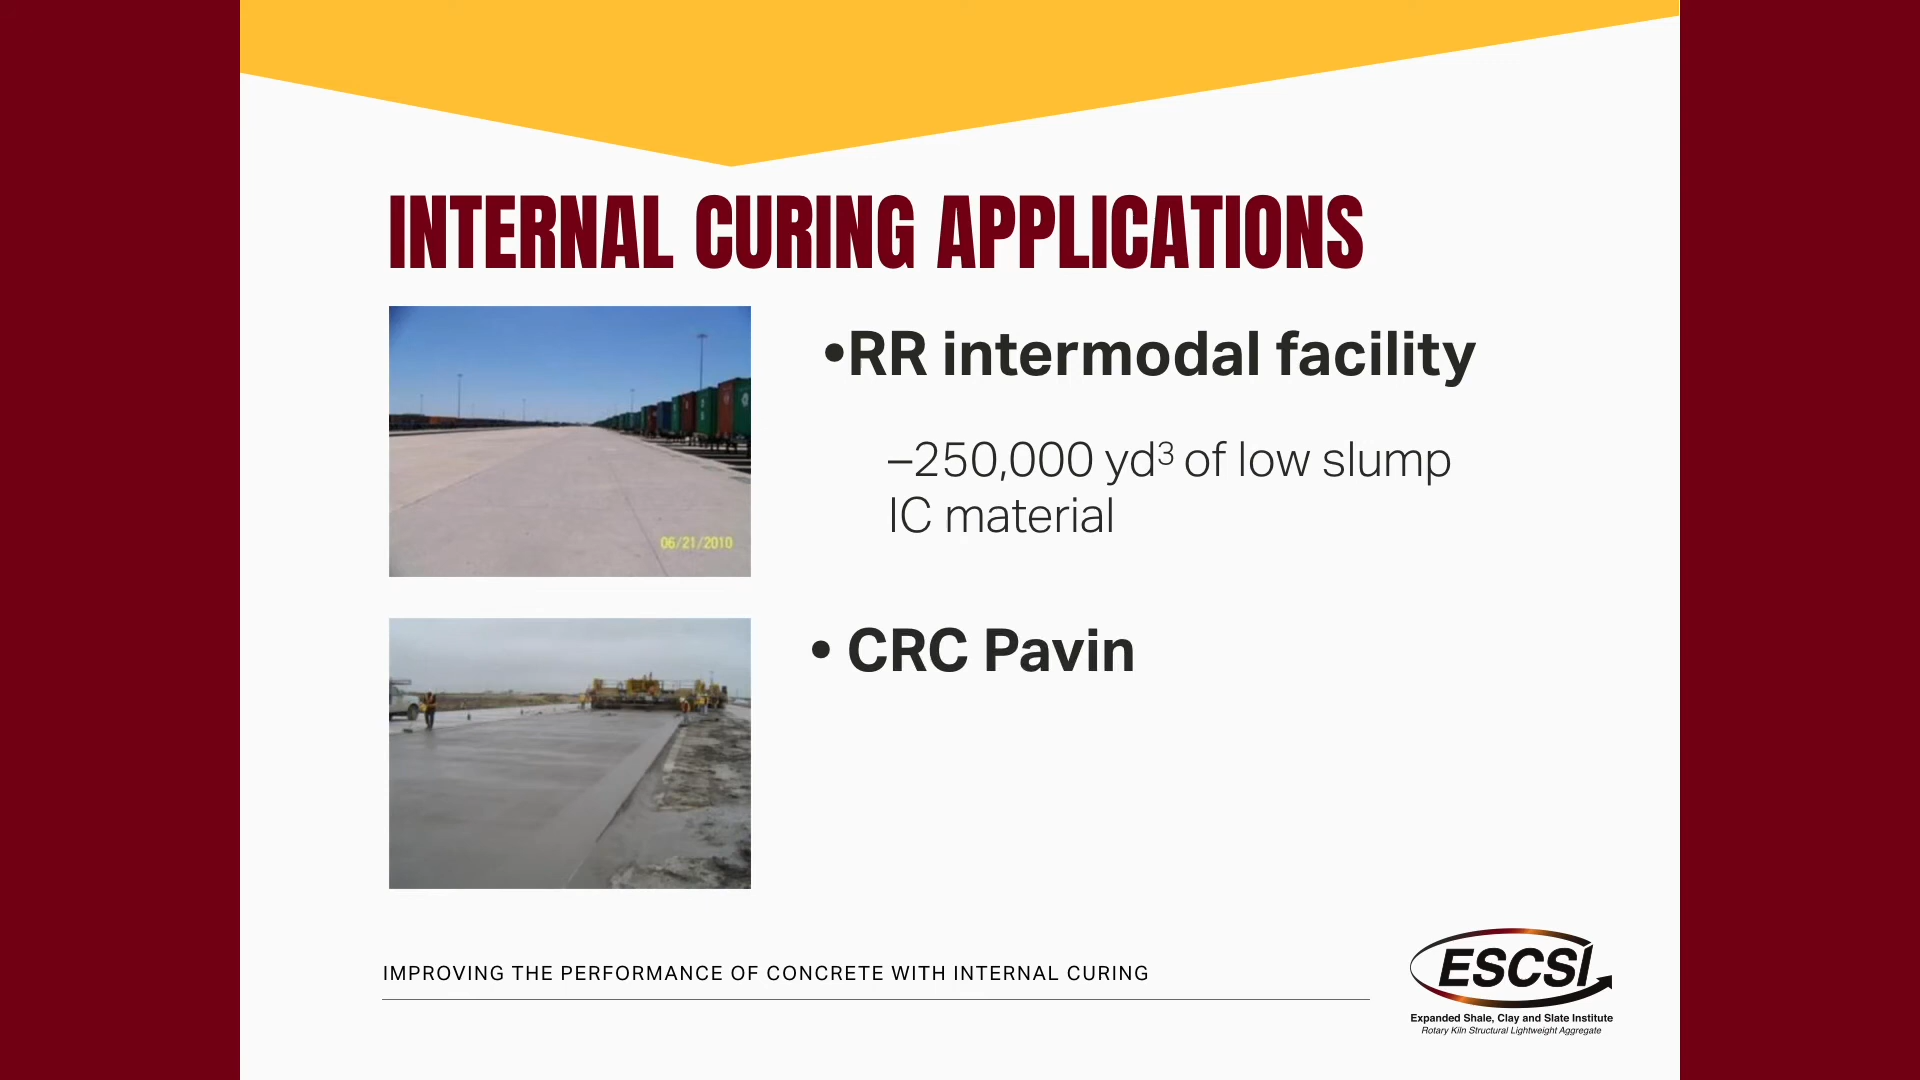 INTERNAL CURING APPLICATIONS
•RR intermodal facility
–250,000 yd³ of low slump
IC material
06/21/2010
• CRC Pavin
IMPROVING THE PERFORMANCE OF CONCRETE WITH INTERNAL CURING
ESCSI
Expanded Shale, Clay and Slate Institute
Rotary Kiln Structural Lightweight Aggregate